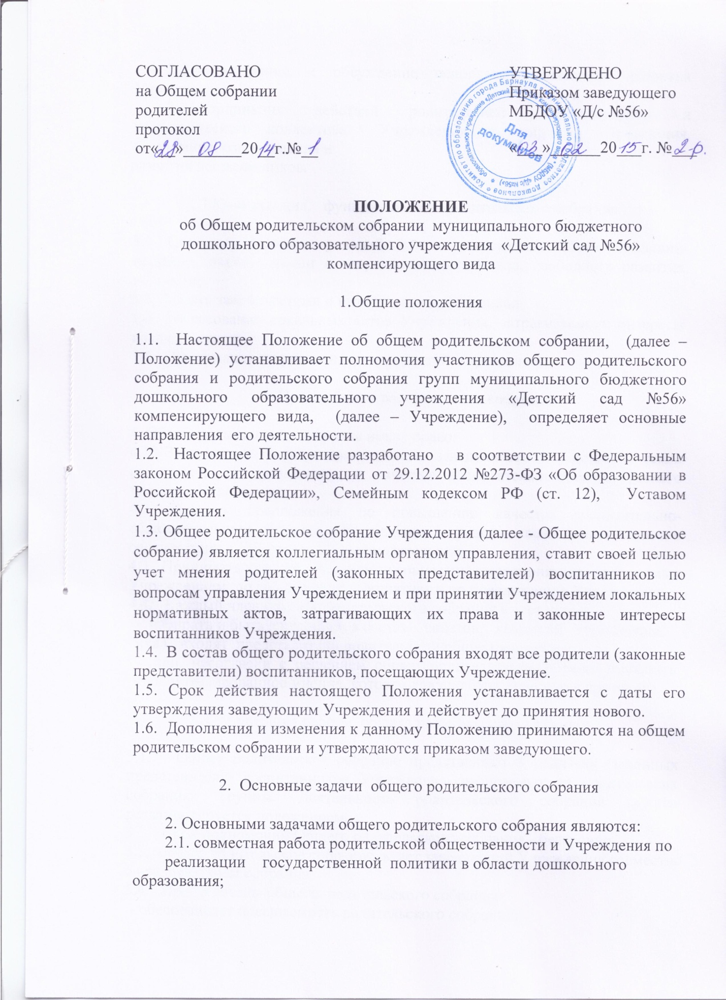 СОГЛАСОВАНО
на Общем собрании
родителей
протокол
от«28» 08 2014г.№ 1
УТВЕРЖДЕНО
Приказом заведующего
МБДОУ «Д/с №56»
«03» 02 2015г. №
Комитет по образованию города Барнаула * муниципальное бюджетное дошкольное *
образовательное учреждение «Детский сад компенсирующего вида * (МБДОУ «Д/с №56») *
Для
документов
ПОЛОЖЕНИЕ
об Общем родительском собрании муниципального бюджетного
дошкольного образовательного учреждения «Детский сад №56»
компенсирующего вида
1.Общие положения
1.1. Настоящее Положение об общем родительском собрании, (далее –
Положение) устанавливает полномочия участников общего родительского
собрания и родительского собрания групп муниципального бюджетного
дошкольного образовательного учреждения «Детский сад №56»
компенсирующего вида, (далее – Учреждение), определяет основные
направления его деятельности.
1.2. Настоящее Положение разработано в соответствии с Федеральным
законом Российской Федерации от 29.12.2012 №273-ФЗ «Об образовании в
Российской Федерации», Семейным кодексом РФ (ст. 12), Уставом
Учреждения.
1.3. Общее родительское собрание Учреждения (далее - Общее родительское
собрание) является коллегиальным органом управления, ставит своей целью
учет мнения родителей (законных представителей) воспитанников по
вопросам управления Учреждением и при принятии Учреждением локальных
нормативных актов, затрагивающих их права и законные интересы
воспитанников Учреждения.
1.4. В состав общего родительского собрания входят все родители (законные
представители) воспитанников, посещающих Учреждение.
1.5. Срок действия настоящего Положения устанавливается с даты его
утверждения заведующим Учреждения и действует до принятия нового.
1.6. Дополнения и изменения к данному Положению принимаются на общем
родительском собрании и утверждаются приказом заведующего.
2. Основные задачи общего родительского собрания
2. Основными задачами общего родительского собрания являются:
2.1. совместная работа родительской общественности и Учреждения по
реализации государственной политики в области дошкольного
образования;